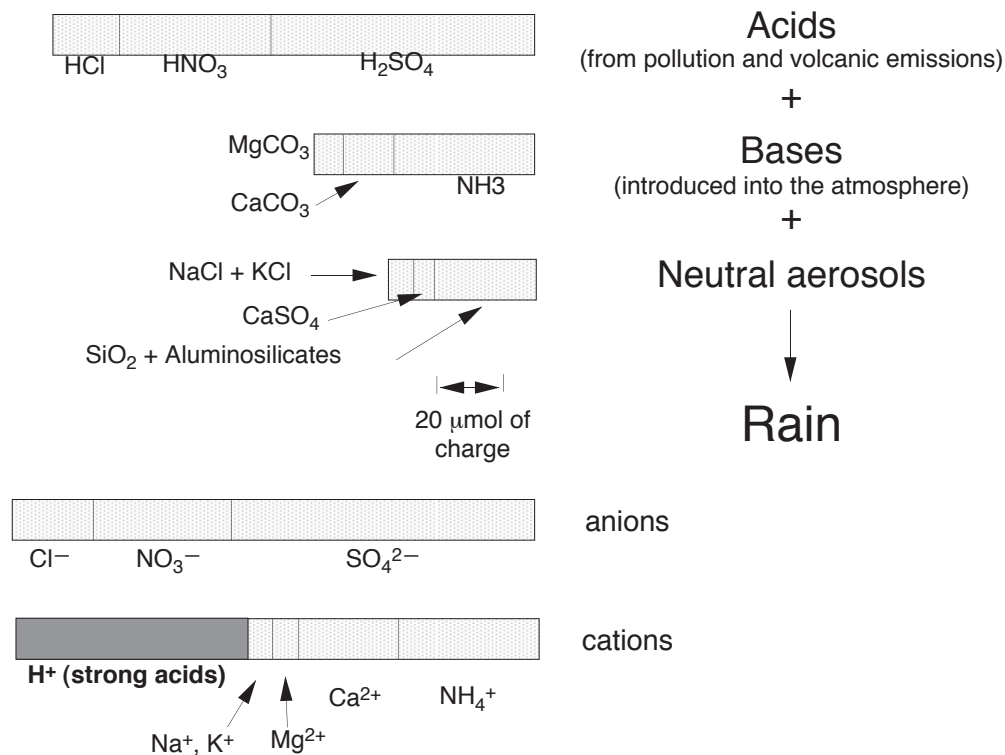 HCl HNO₃ H₂SO₄
Acids
(from pollution and volcanic emissions)
+
MgCO₃
CaCO₃
NH3
Bases
(introduced into the atmosphere)
+
NaCl + KCl
CaSO₄
SiO₂ + Aluminosilicates
Neutral aerosols
20 μmol of
charge
Rain
anions
Cl⁻ NO₃⁻ SO₄²⁻
cations
H⁺ (strong acids)
Na⁺, K⁺
Mg²⁺
Ca²⁺
NH₄⁺